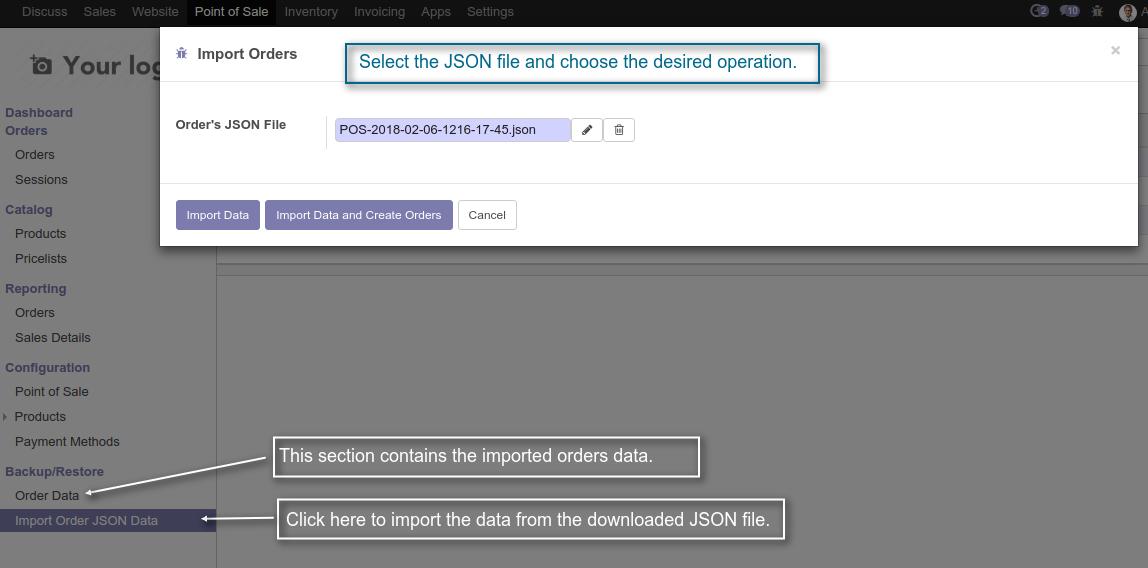 Discuss Sales Website Point of Sale Inventory Invoicing Apps Settings 2 10 A
Import Orders ×
Select the JSON file and choose the desired operation.
Your log
Order's JSON File POS-2018-02-06-1216-17-45.json
Import Data Import Data and Create Orders Cancel
Dashboard
Orders
Orders
Sessions
Catalog
Products
Pricelists
Reporting
Orders
Sales Details
Configuration
Point of Sale
Products
Payment Methods
Backup/Restore
Order Data
Import Order JSON Data
This section contains the imported orders data.
Click here to import the data from the downloaded JSON file.